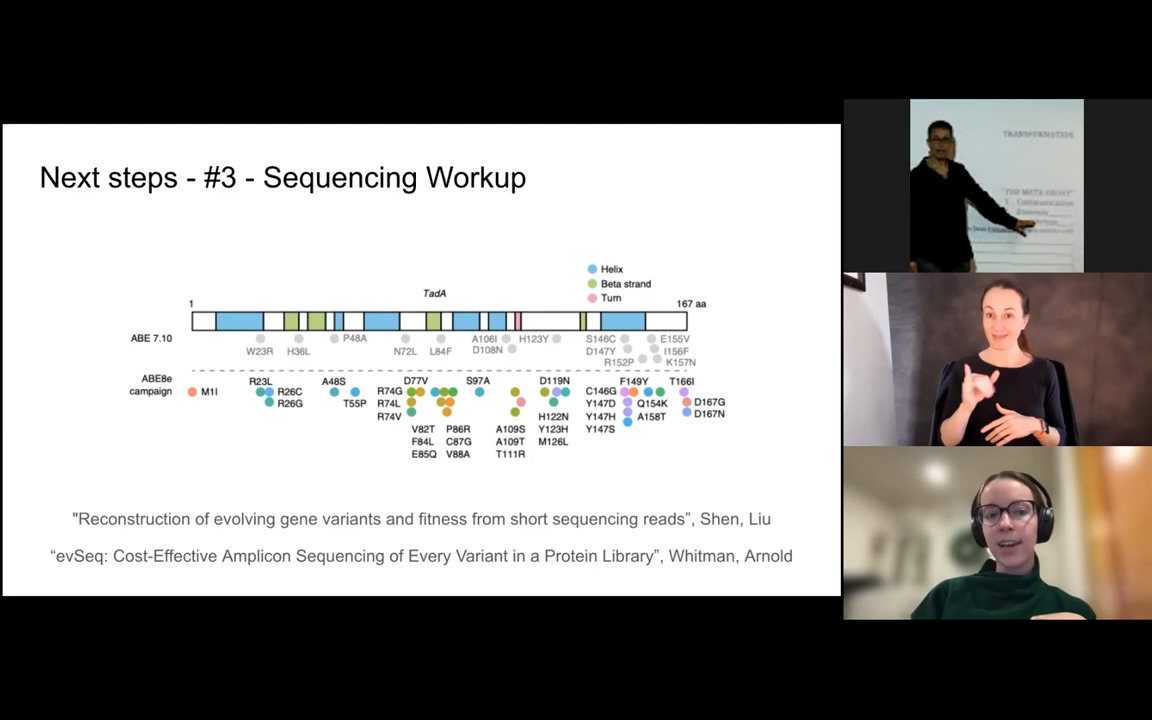 Next steps - #3 - Sequencing Workup
Helix
Beta strand
Turn
TadA
1
167 aa
ABE 7.10
W23R
H36L
P48A
N72L
L84F
A106I
D108N
H123Y
S146C
D147Y
R152P
E155V
I156F
K157N
ABE8e
campaign
M1I
R23L
R26C
R26G
A48S
T55P
R74G
R74L
R74V
D77V
V82T
F84L
E85Q
P86R
C87G
V88A
S97A
A109S
A109T
T111R
D119N
H122N
Y123H
M126L
C146G
Y147D
Y147H
Y147S
F149Y
Q154K
A158T
T166I
D167G
D167N
"Reconstruction of evolving gene variants and fitness from short sequencing reads”, Shen, Liu
“evSeq: Cost-Effective Amplicon Sequencing of Every Variant in a Protein Library”, Whitman, Arnold
TRANSFORMATION